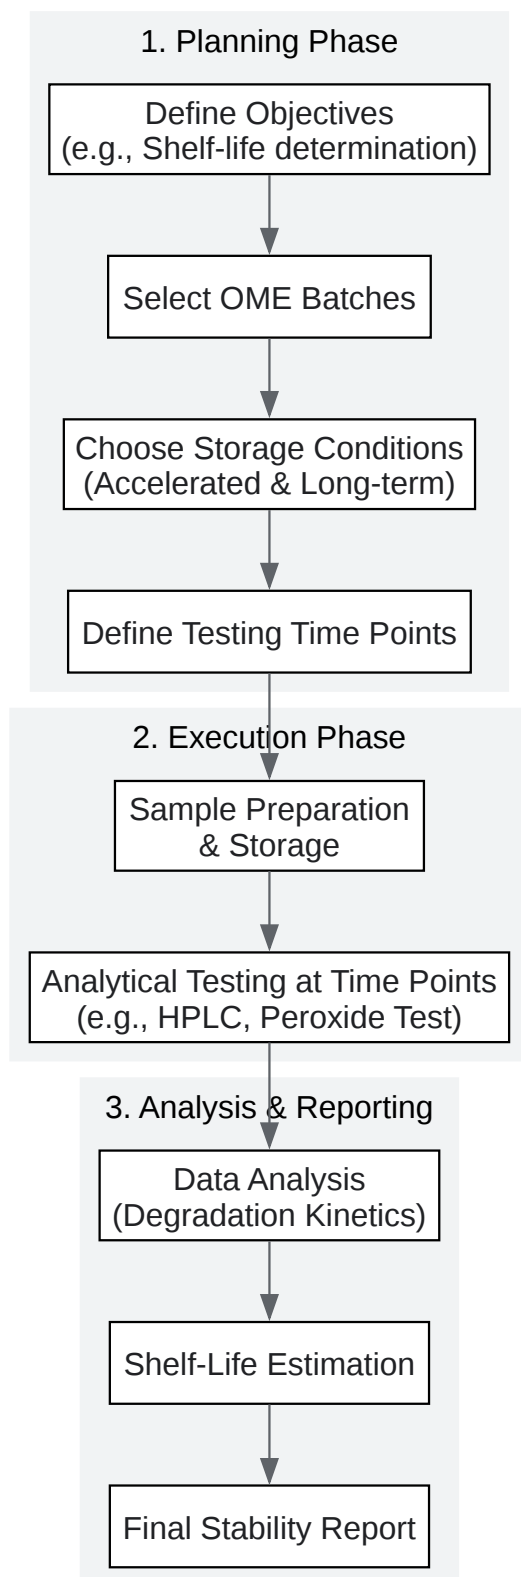 1. Planning Phase
Define Objectives
(e.g., Shelf-life determination)
Select OME Batches
Choose Storage Conditions
(Accelerated & Long-term)
Define Testing Time Points
2. Execution Phase
Sample Preparation
& Storage
Analytical Testing at Time Points
(e.g., HPLC, Peroxide Test)
3. Analysis & Reporting
Data Analysis
(Degradation Kinetics)
Shelf-Life Estimation
Final Stability Report